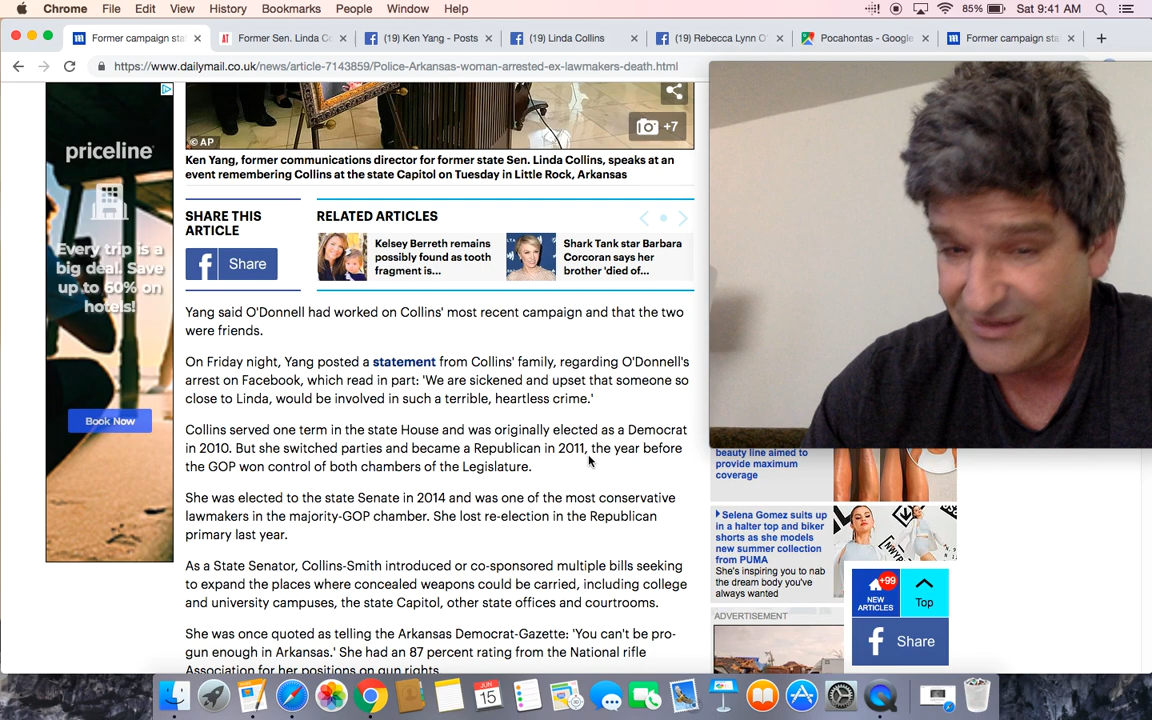 Chrome File Edit View History Bookmarks People Window Help 85% Sat 9:41 AM
Former campaign sta
Former Sen. Linda C
(19) Ken Yang - Posts
(19) Linda Collins
(19) Rebecca Lynn O'
Pocahontas - Google
Former campaign sta
https://www.dailymail.co.uk/news/article-7143859/Police-Arkansas-woman-arrested-ex-lawmakers-death.html
priceline
Every trip is a
big deal. Save
up to 60% on
hotels!
Book Now
© AP
+7
Ken Yang, former communications director for former state Sen. Linda Collins, speaks at an
event remembering Collins at the state Capitol on Tuesday in Little Rock, Arkansas
SHARE THIS
ARTICLE
Share
RELATED ARTICLES
Kelsey Berreth remains
possibly found as tooth
fragment is...
Shark Tank star Barbara
Corcoran says her
brother 'died of...
Yang said O'Donnell had worked on Collins' most recent campaign and that the two
were friends.
On Friday night, Yang posted a statement from Collins' family, regarding O'Donnell's
arrest on Facebook, which read in part: 'We are sickened and upset that someone so
close to Linda, would be involved in such a terrible, heartless crime.'
Collins served one term in the state House and was originally elected as a Democrat
in 2010. But she switched parties and became a Republican in 2011, the year before
the GOP won control of both chambers of the Legislature.
She was elected to the state Senate in 2014 and was one of the most conservative
lawmakers in the majority-GOP chamber. She lost re-election in the Republican
primary last year.
As a State Senator, Collins-Smith introduced or co-sponsored multiple bills seeking
to expand the places where concealed weapons could be carried, including college
and university campuses, the state Capitol, other state offices and courtrooms.
She was once quoted as telling the Arkansas Democrat-Gazette: 'You can't be pro-
gun enough in Arkansas.' She had an 87 percent rating from the National rifle
Association for her positions on gun rights
beauty line aimed to
provide maximum
coverage
Selena Gomez suits up
in a halter top and biker
shorts as she models
new summer collection
from PUMA
She's inspiring you to nab
the dream body you've
always wanted
ADVERTISEMENT
+99
NEW
ARTICLES
Top
Share
JUN
15